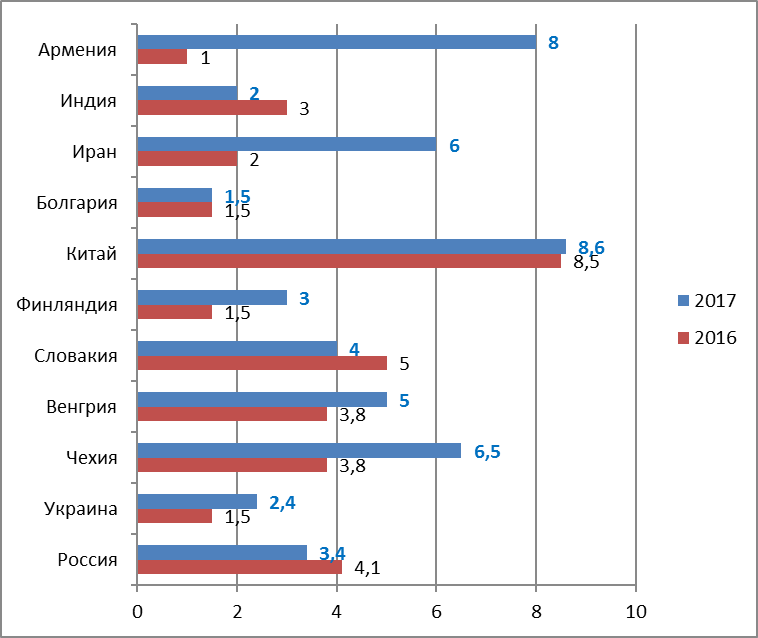 Армения
8
1
Индия
2
3
Иран
6
2
Болгария
1,5
1,5
Китай
8,6
8,5
Финляндия
3
1,5
Словакия
4
5
Венгрия
5
3,8
Чехия
6,5
3,8
Украина
2,4
1,5
Россия
3,4
4,1
0 2 4 6 8 10
2017
2016